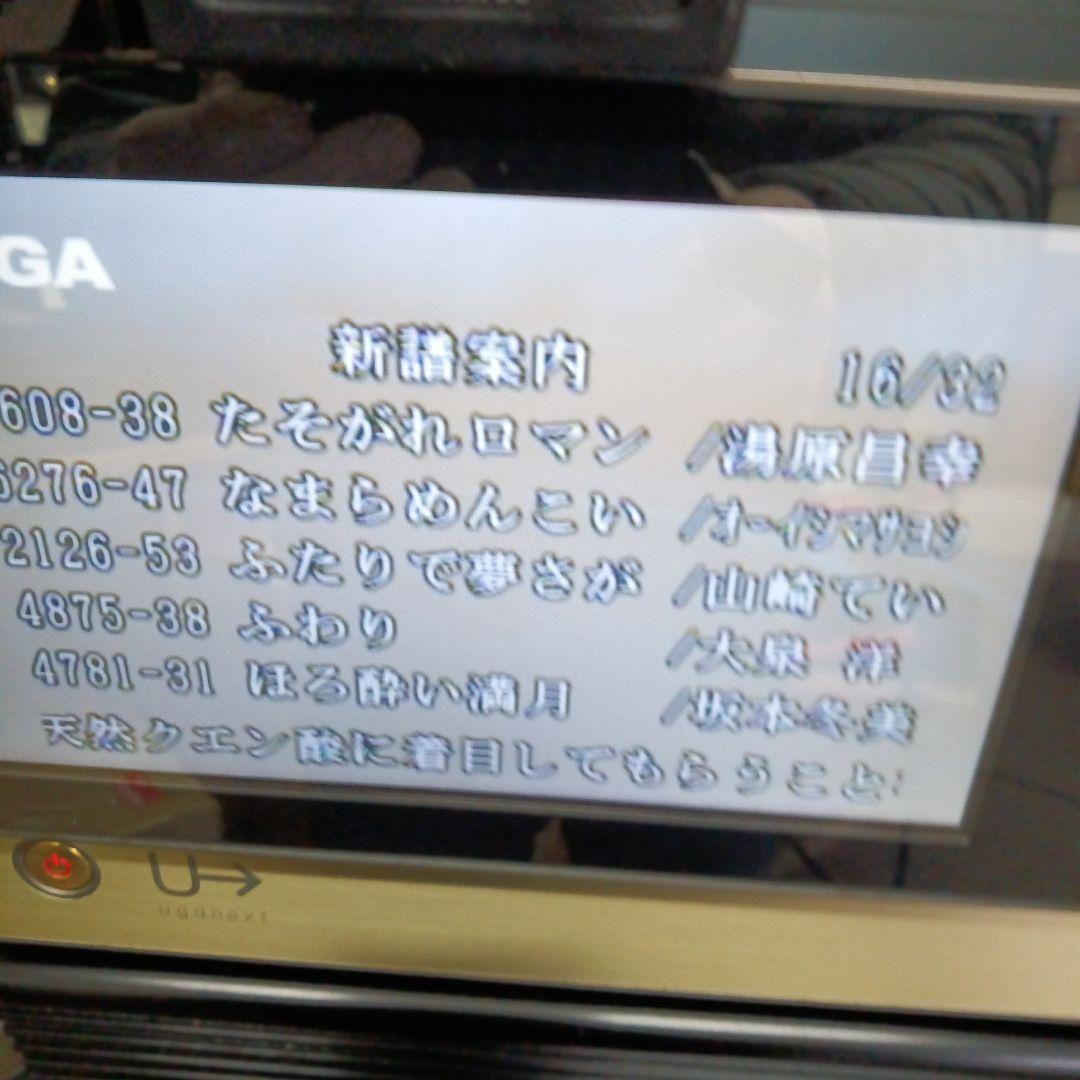 GA
新譜案内 16/32
608-38 たそがれロマン /湯原昌幸
6276-47 なまらめんこい /オーイシマサヨシ
2126-53 ふたりで夢さが /山崎てい
4875-38 ふわり /大泉 洋
4781-31 ほろ酔い満月 /坂本冬美
天然クエン酸に着目してもらうこと
U→
uganext